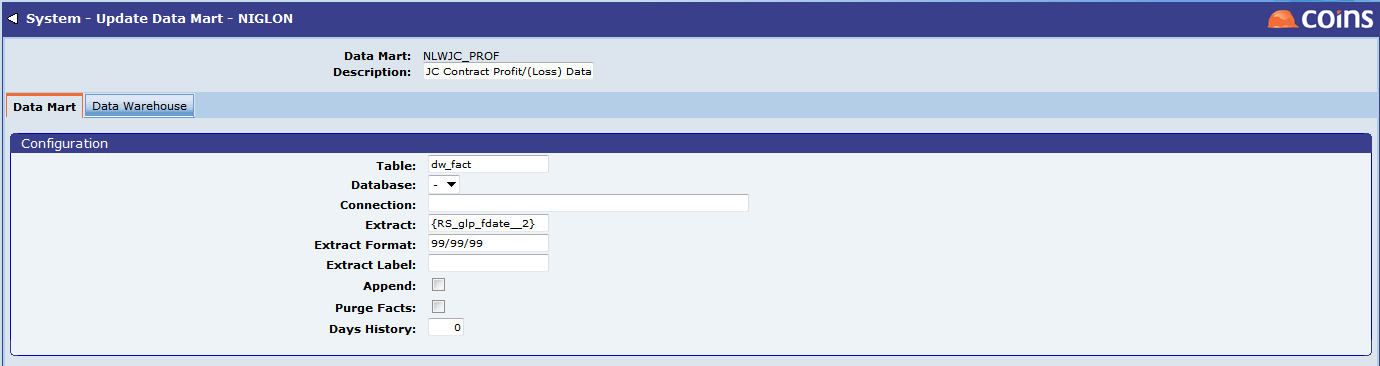 System - Update Data Mart - NIGLON
coins
Data Mart: NLWJC_PROF
Description: JC Contract Profit/(Loss) Data
Data Mart Data Warehouse
Configuration
Table: dw_fact
Database: -
Connection:
Extract: {RS_glp_fdate__2}
Extract Format: 99/99/99
Extract Label:
Append:
Purge Facts:
Days History: 0